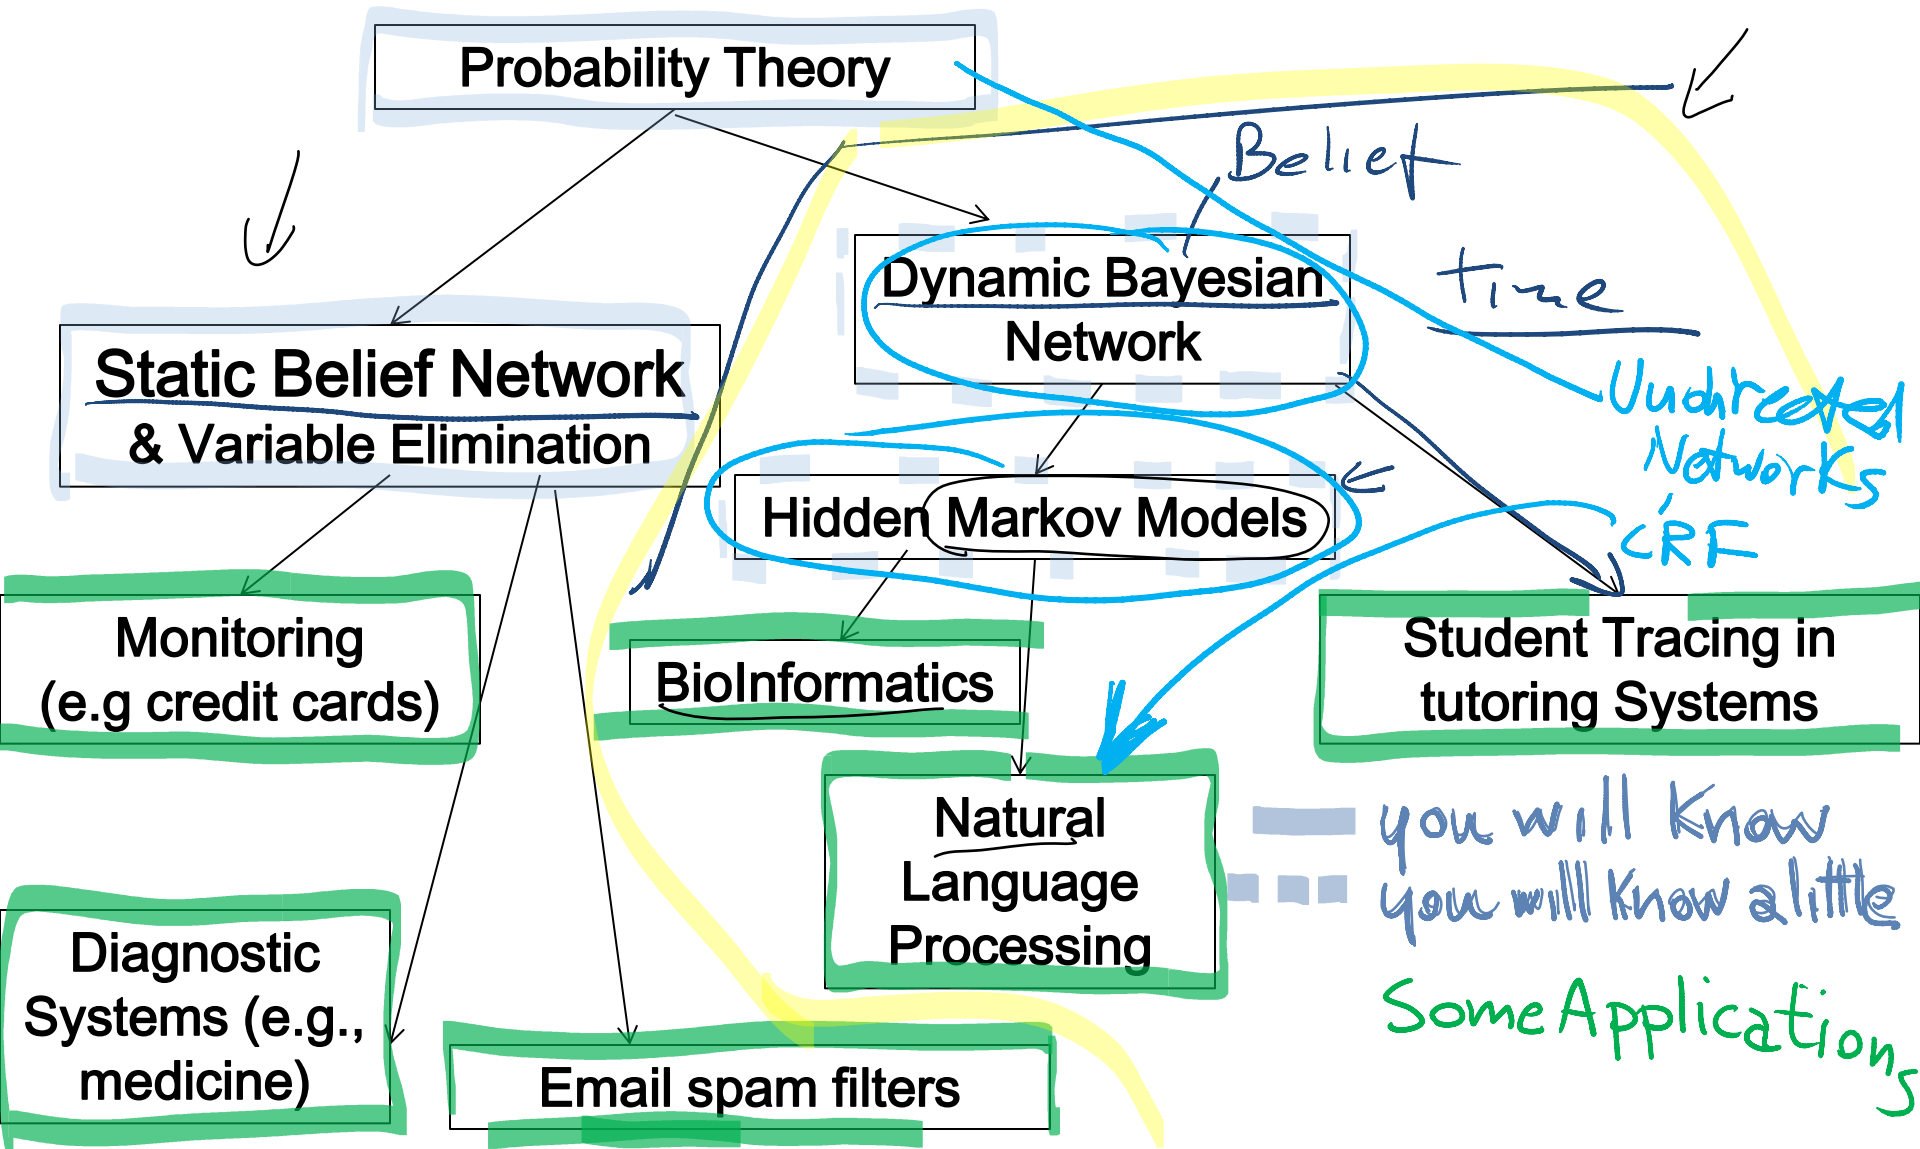 Probability Theory
Belief
Dynamic Bayesian
Network
time
Static Belief Network
& Variable Elimination
Undirected
Networks
CRF
Hidden Markov Models
Monitoring
(e.g credit cards)
BioInformatics
Student Tracing in
tutoring Systems
Natural
Language
Processing
you will know
you will know a little
Diagnostic
Systems (e.g.,
medicine)
Some Applications
Email spam filters